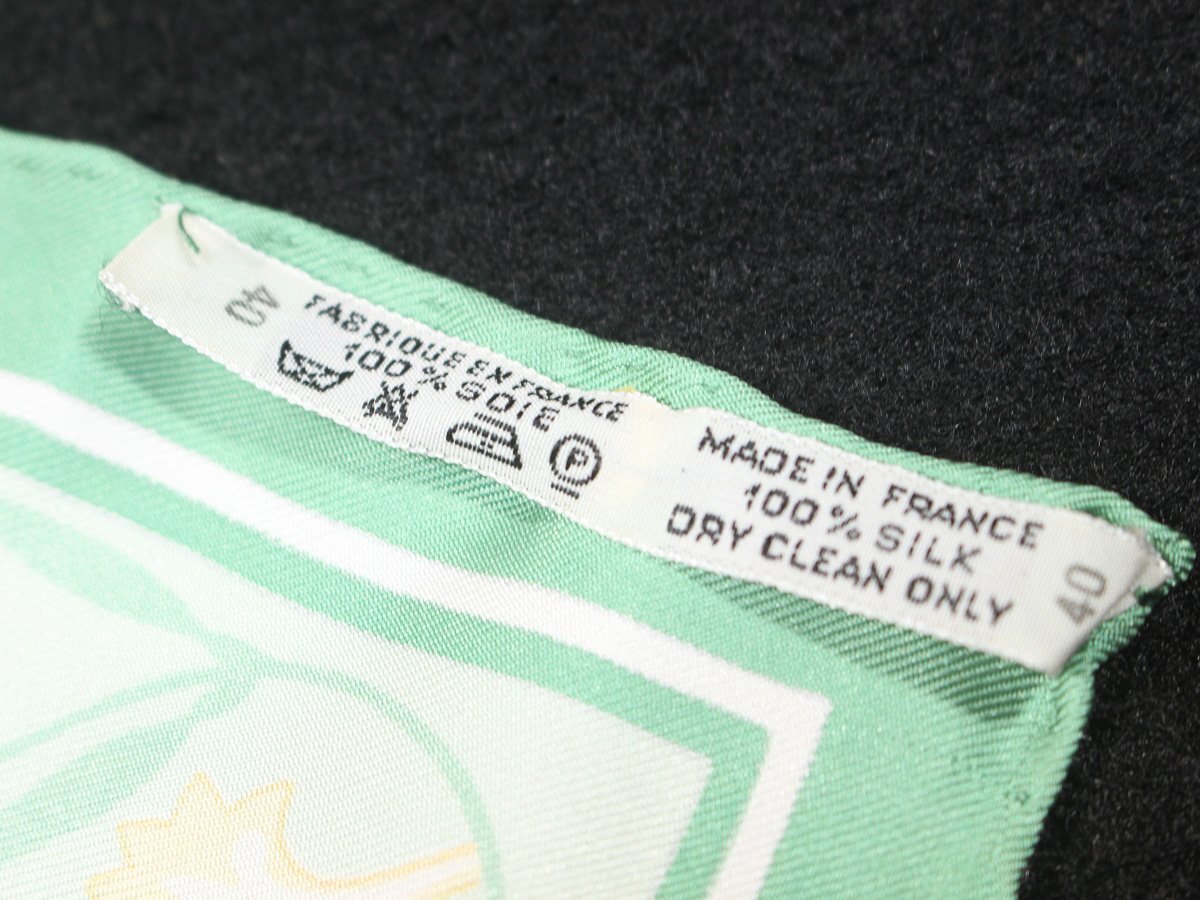 40
FABRIQUE EN FRANCE
100% SOIE
P
MADE IN FRANCE
100% SILK
DRY CLEAN ONLY
40